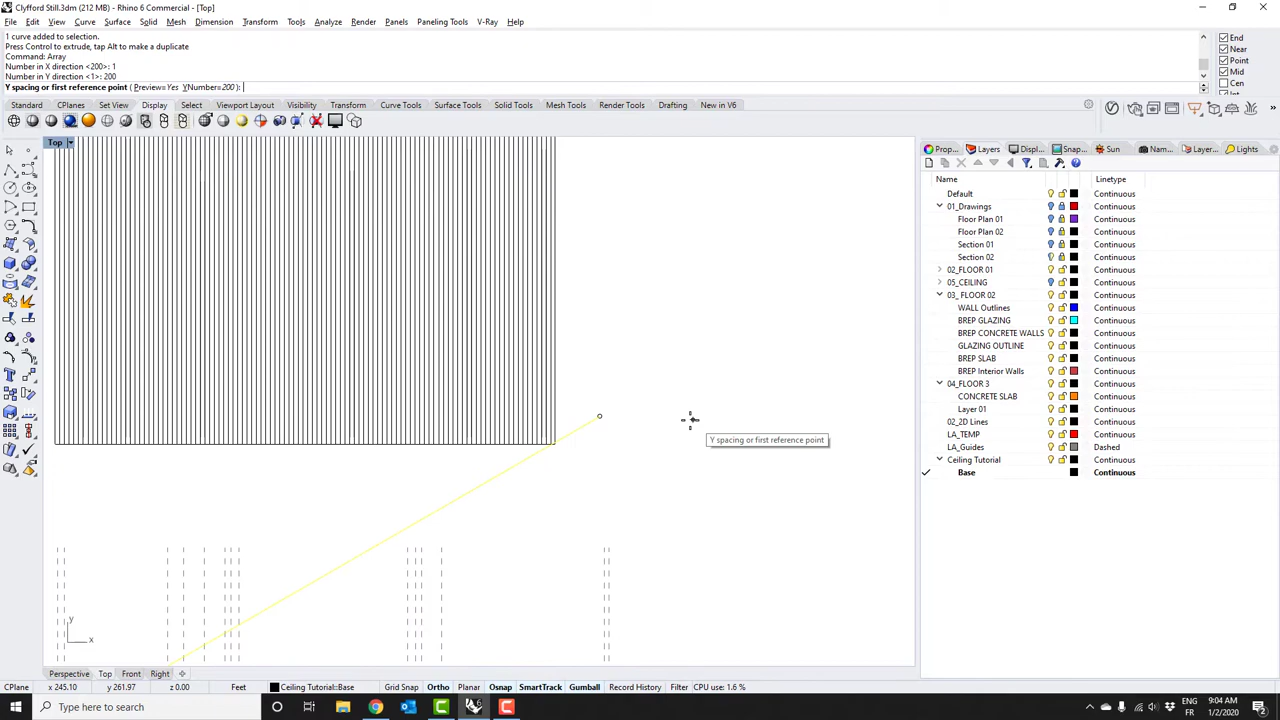 Clyfford Still.3dm (212 MB) - Rhino 6 Commercial - [Top]
File Edit View Curve Surface Solid Mesh Dimension Transform Tools Analyze Render Panels Paneling Tools V-Ray Help
1 curve added to selection.
Press Control to extrude, tap Alt to make a duplicate
Command: Array
Number in X direction <200>: 1
Number in Y direction <1>: 200
Y spacing or first reference point ( Preview=Yes YNumber=200 ):
End
Near
Point
Mid
Cen
Standard CPlanes Set View Display Select Viewport Layout Visibility Transform Curve Tools Surface Tools Solid Tools Mesh Tools Render Tools Drafting New in V6
Top
Prop... Layers Displ... Snap... Sun Nam... Layer... Lights
Name Linetype
Default Continuous
01_Drawings Continuous
Floor Plan 01 Continuous
Floor Plan 02 Continuous
Section 01 Continuous
Section 02 Continuous
02_FLOOR 01 Continuous
05_CEILING Continuous
03_ FLOOR 02 Continuous
WALL Outlines Continuous
BREP GLAZING Continuous
BREP CONCRETE WALLS Continuous
GLAZING OUTLINE Continuous
BREP SLAB Continuous
BREP Interior Walls Continuous
04_FLOOR 3 Continuous
CONCRETE SLAB Continuous
Layer 01 Continuous
02_2D Lines Continuous
LA_TEMP Continuous
LA_Guides Dashed
Ceiling Tutorial Continuous
Base Continuous
Y spacing or first reference point
y
x
Perspective Top Front Right
CPlane x 245.10 y 261.97 z 0.00 Feet Ceiling Tutorial::Base Grid Snap Ortho Planar Osnap SmartTrack Gumball Record History Filter CPU use: 1.6 %
Type here to search
ENG 9:04 AM
FR 1/2/2020